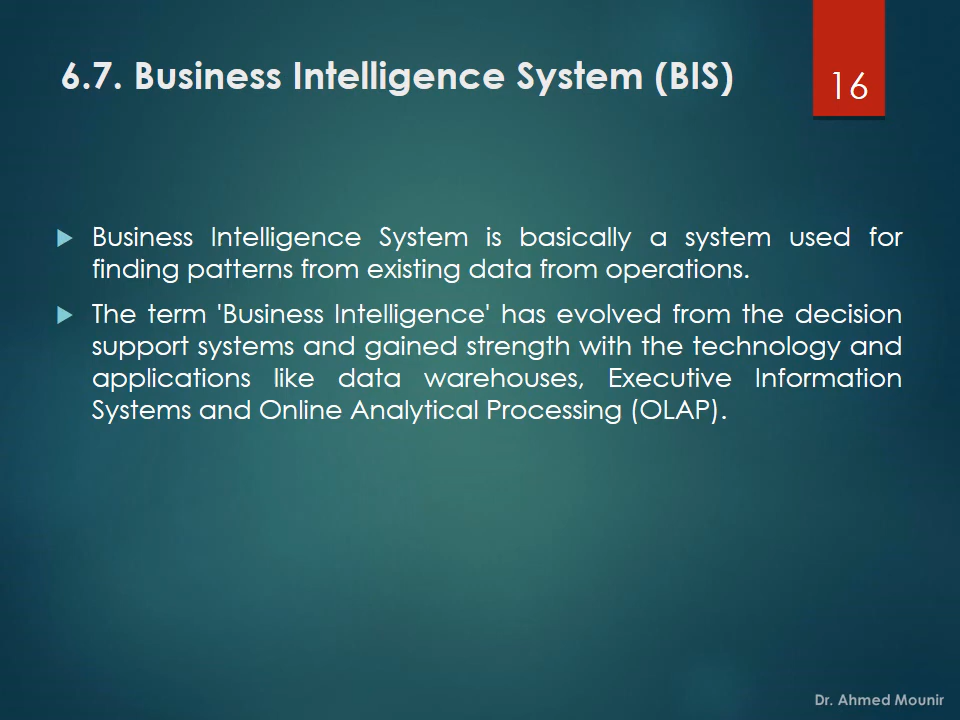 6.7. Business Intelligence System (BIS)
16
Business Intelligence System is basically a system used for
finding patterns from existing data from operations.
The term 'Business Intelligence' has evolved from the decision
support systems and gained strength with the technology and
applications like data warehouses, Executive Information
Systems and Online Analytical Processing (OLAP).
Dr. Ahmed Mounir